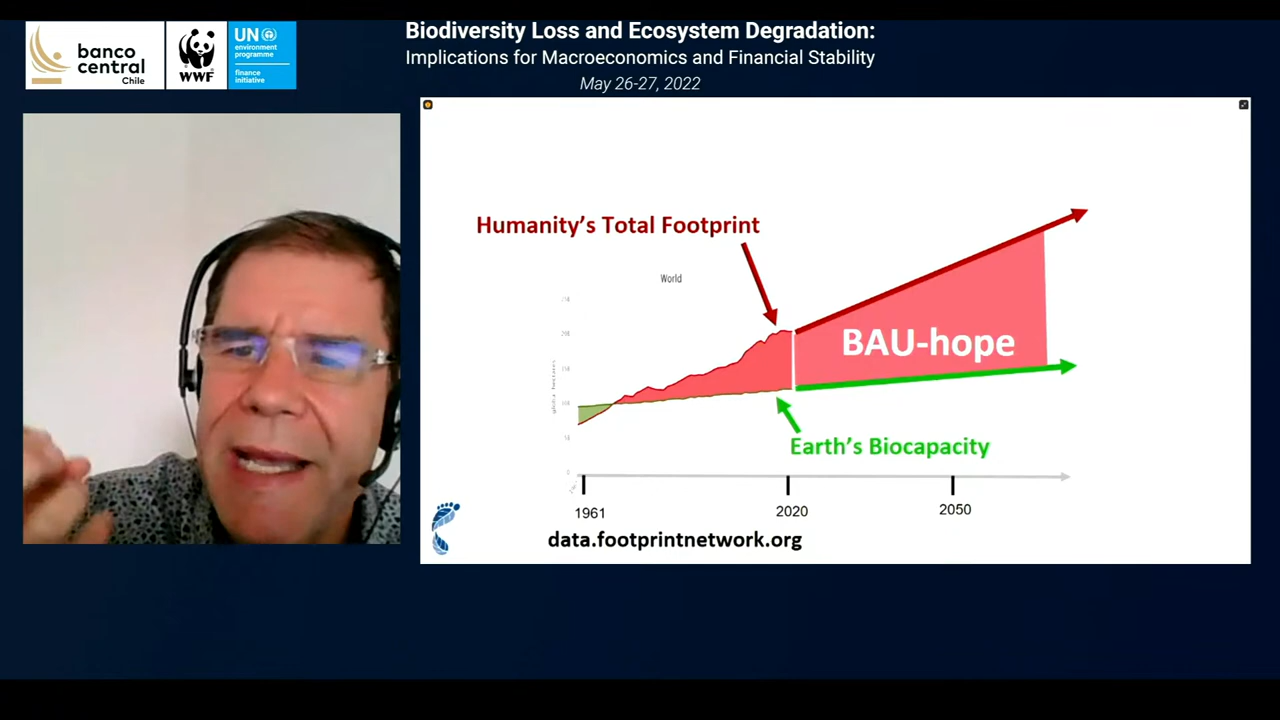 banco
central
Chile
WWF
UN
environment
programme
finance
initiative
Biodiversity Loss and Ecosystem Degradation:
Implications for Macroeconomics and Financial Stability
May 26-27, 2022
Humanity's Total Footprint
World
BAU-hope
Earth's Biocapacity
1961
2020
2050
data.footprintnetwork.org